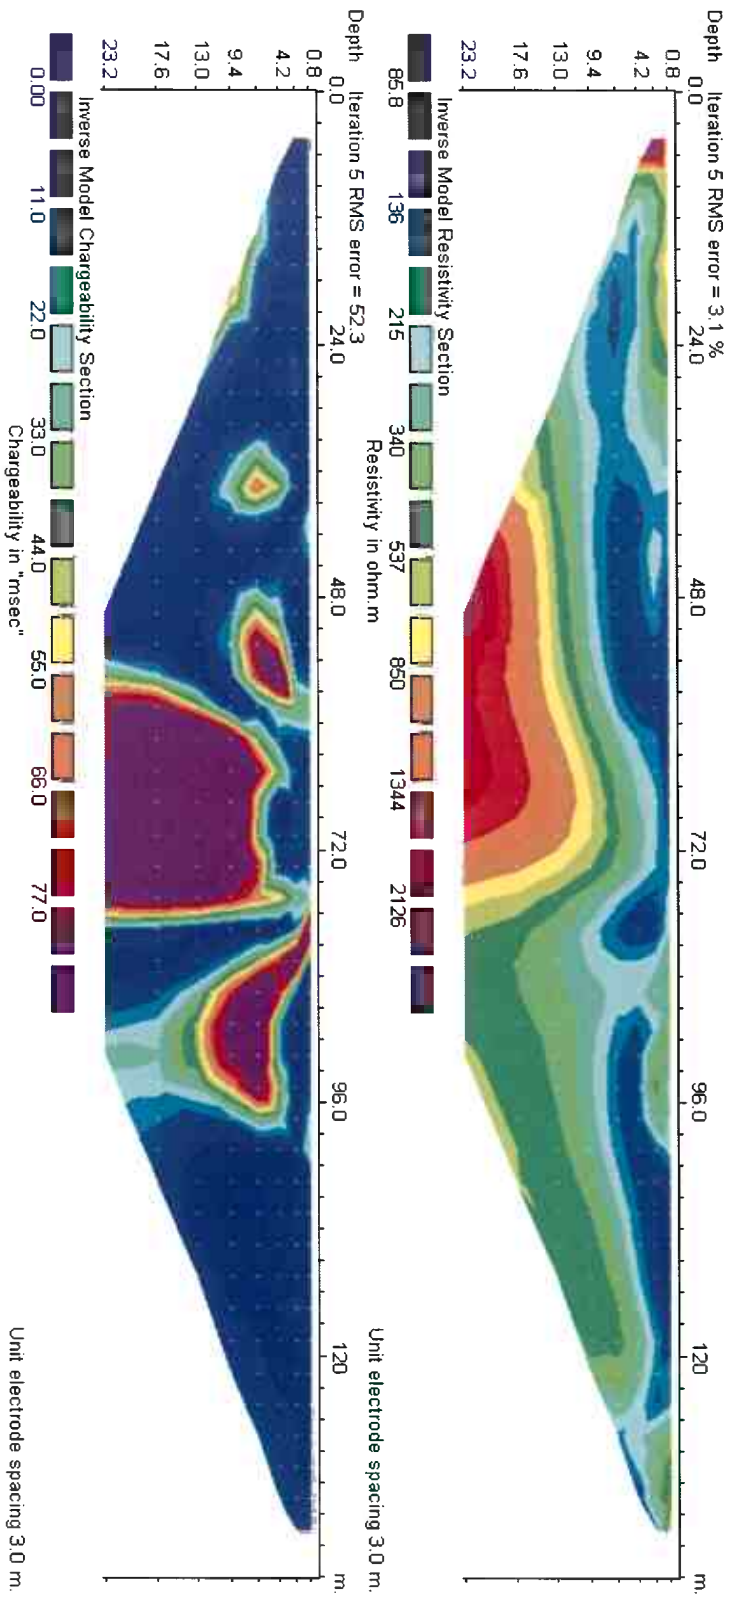 Depth Iteration 5 RMS error = 3.1 %
0.0 24.0 48.0 72.0 96.0 120 m.
0.8
4.2
9.4
13.0
17.6
23.2
Inverse Model Resistivity Section
85.8 136 215 340 537 850 1344 2126
Resistivity in ohm.m
Unit electrode spacing 3.0 m.
Depth Iteration 5 RMS error = 52.3
0.0 24.0 48.0 72.0 96.0 120 m.
0.8
4.2
9.4
13.0
17.6
23.2
Inverse Model Chargeability Section
0.00 11.0 22.0 33.0 44.0 55.0 66.0 77.0
Chargeability in "msec"
Unit electrode spacing 3.0 m.